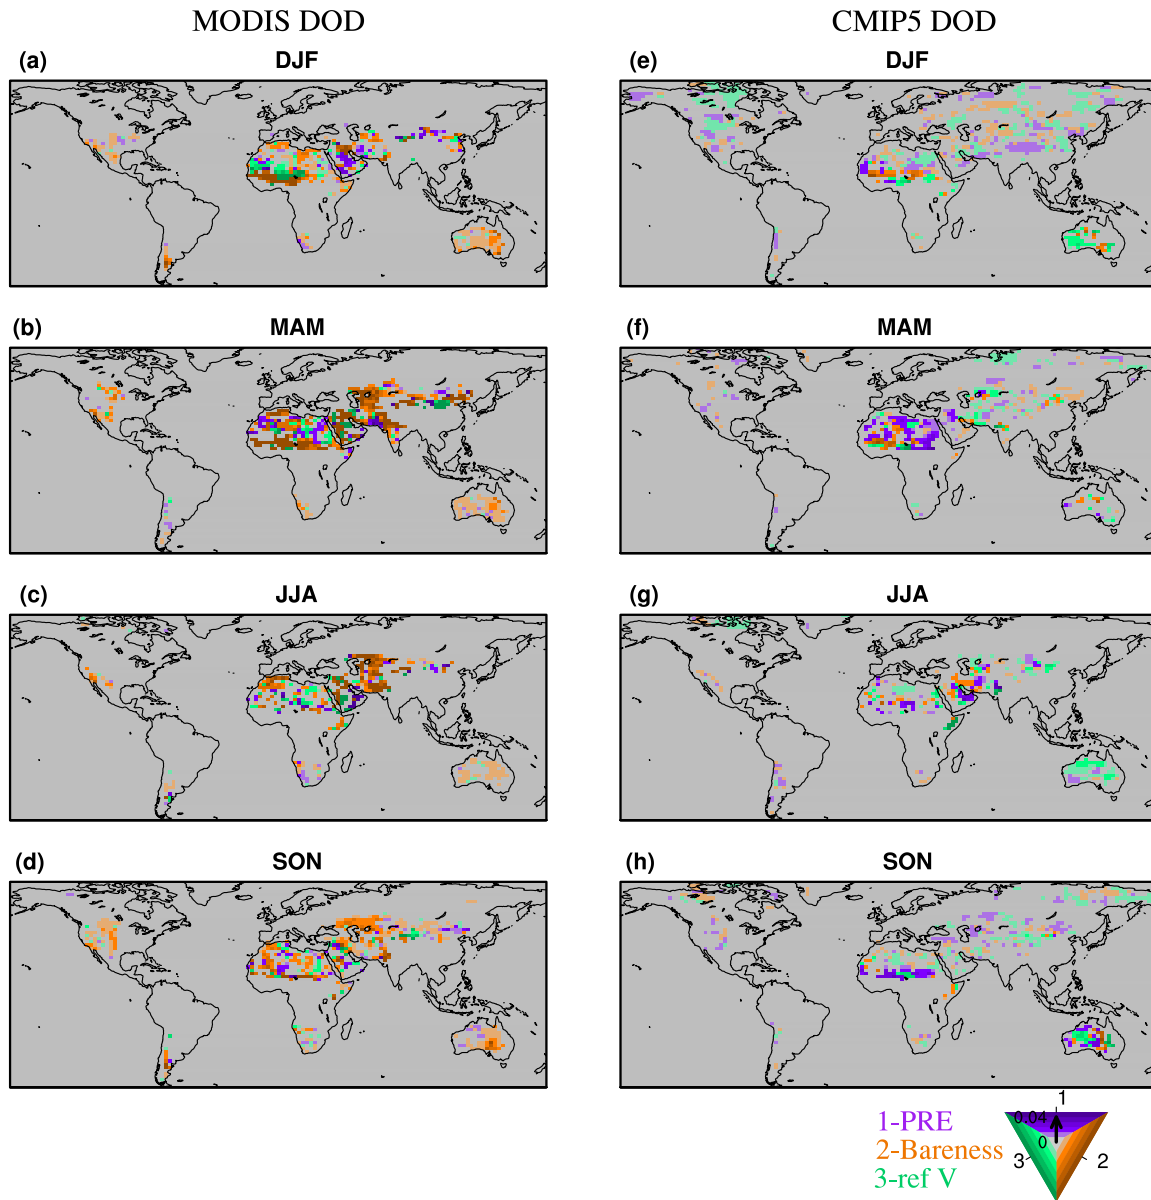 MODIS DOD
CMIP5 DOD
(a) DJF
(e) DJF
(b) MAM
(f) MAM
(c) JJA
(g) JJA
(d) SON
(h) SON
1-PRE
2-Bareness
3-ref V
1
0.04
0
3
2